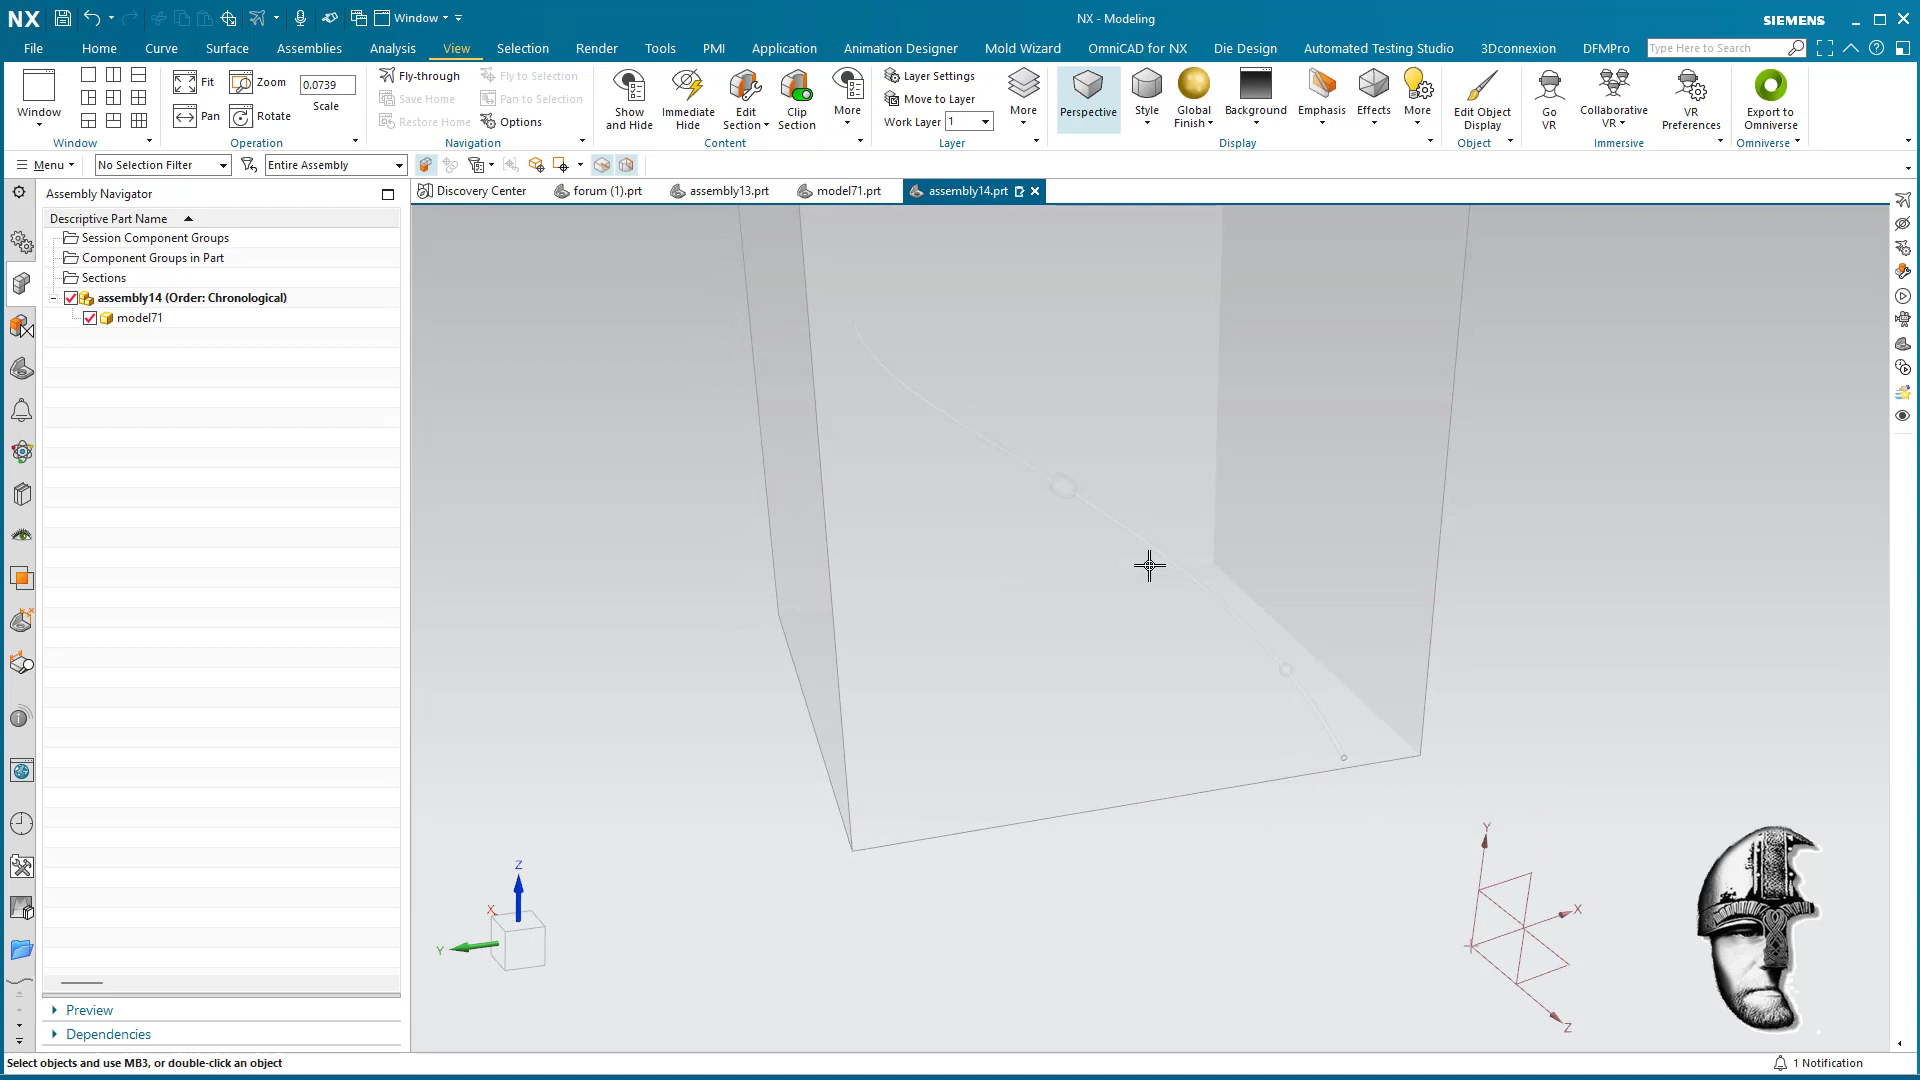 NX
Window
NX - Modeling
SIEMENS
File
Home
Curve
Surface
Assemblies
Analysis
View
Selection
Render
Tools
PMI
Application
Animation Designer
Mold Wizard
OmniCAD for NX
Die Design
Automated Testing Studio
3Dconnexion
DFMPro
Type Here to Search
Window
Window
Fit
Zoom
0.0739
Pan
Rotate
Scale
Operation
Fly-through
Save Home
Restore Home
Fly to Selection
Pan to Selection
Options
Navigation
Show and Hide
Immediate Hide
Edit Section
Clip Section
More
Content
Layer Settings
Move to Layer
Work Layer 1
More
Layer
Perspective
Style
Global Finish
Background
Emphasis
Effects
More
Display
Edit Object Display
Object
Go VR
Collaborative VR
VR Preferences
Immersive
Export to Omniverse
Omniverse
Menu
No Selection Filter
Entire Assembly
Assembly Navigator
Discovery Center
forum (1).prt
assembly13.prt
model71.prt
assembly14.prt
Descriptive Part Name
Session Component Groups
Component Groups in Part
Sections
assembly14 (Order: Chronological)
model71
Z
X
Y
Y
X
Z
Preview
Dependencies
Select objects and use MB3, or double-click an object
1 Notification